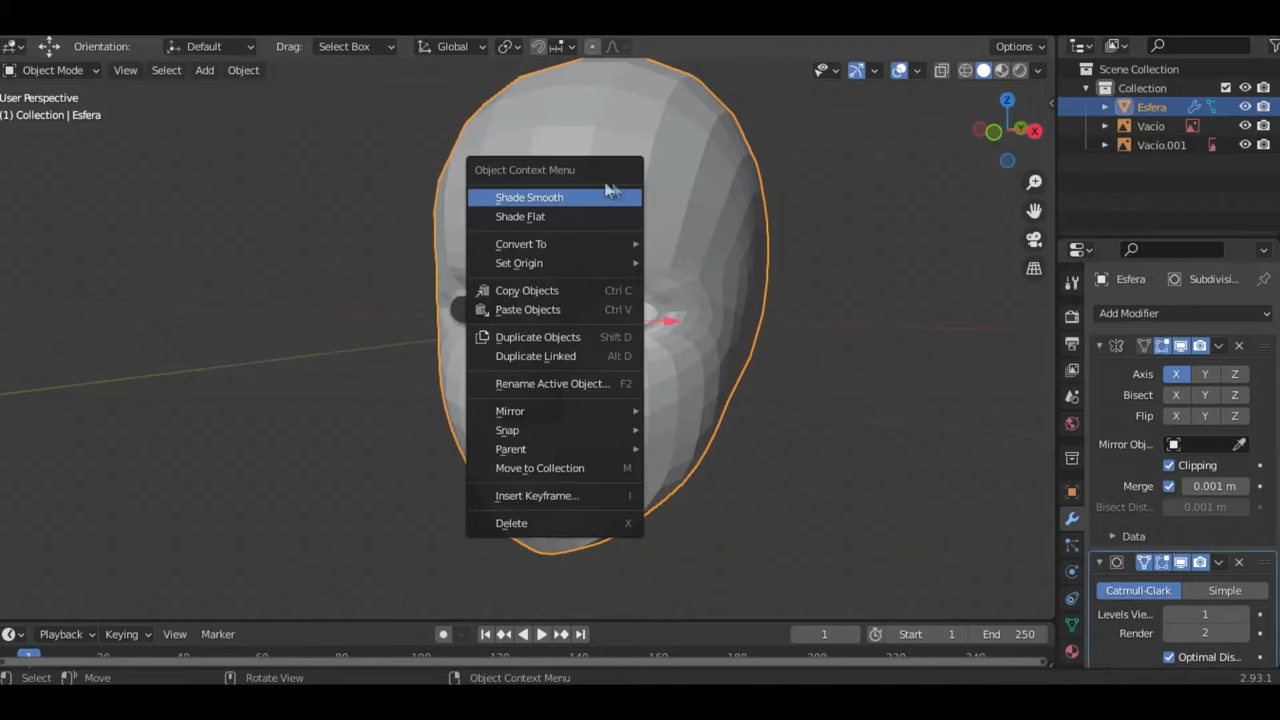 Orientation: Default Drag: Select Box Global Options
Object Mode View Select Add Object
User Perspective
(1) Collection | Esfera
Scene Collection
Collection
Esfera
Vacío
Vacío.001
Z
Y
X
Object Context Menu
Shade Smooth
Shade Flat
Convert To
Set Origin
Copy Objects Ctrl C
Paste Objects Ctrl V
Duplicate Objects Shift D
Duplicate Linked Alt D
Rename Active Object... F2
Mirror
Snap
Parent
Move to Collection M
Insert Keyframe... I
Delete X
Esfera Subdivisi..
Add Modifier
Axis X Y Z
Bisect X Y Z
Flip X Y Z
Mirror Obj..
Clipping
Merge 0.001 m
Bisect Dist.. 0.001 m
Data
Catmull-Clark Simple
Levels Vie.. 1
Render 2
Optimal Dis...
Playback Keying View Marker 1 Start 1 End 250
1
Select Move Rotate View Object Context Menu 2.93.1